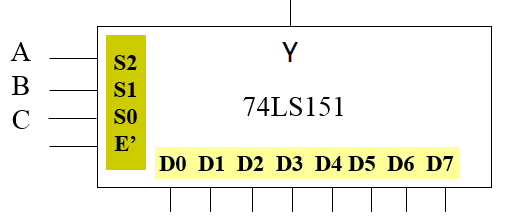 A
B
C
S2
S1
S0
E’
Y
74LS151
D0 D1 D2 D3 D4 D5 D6 D7